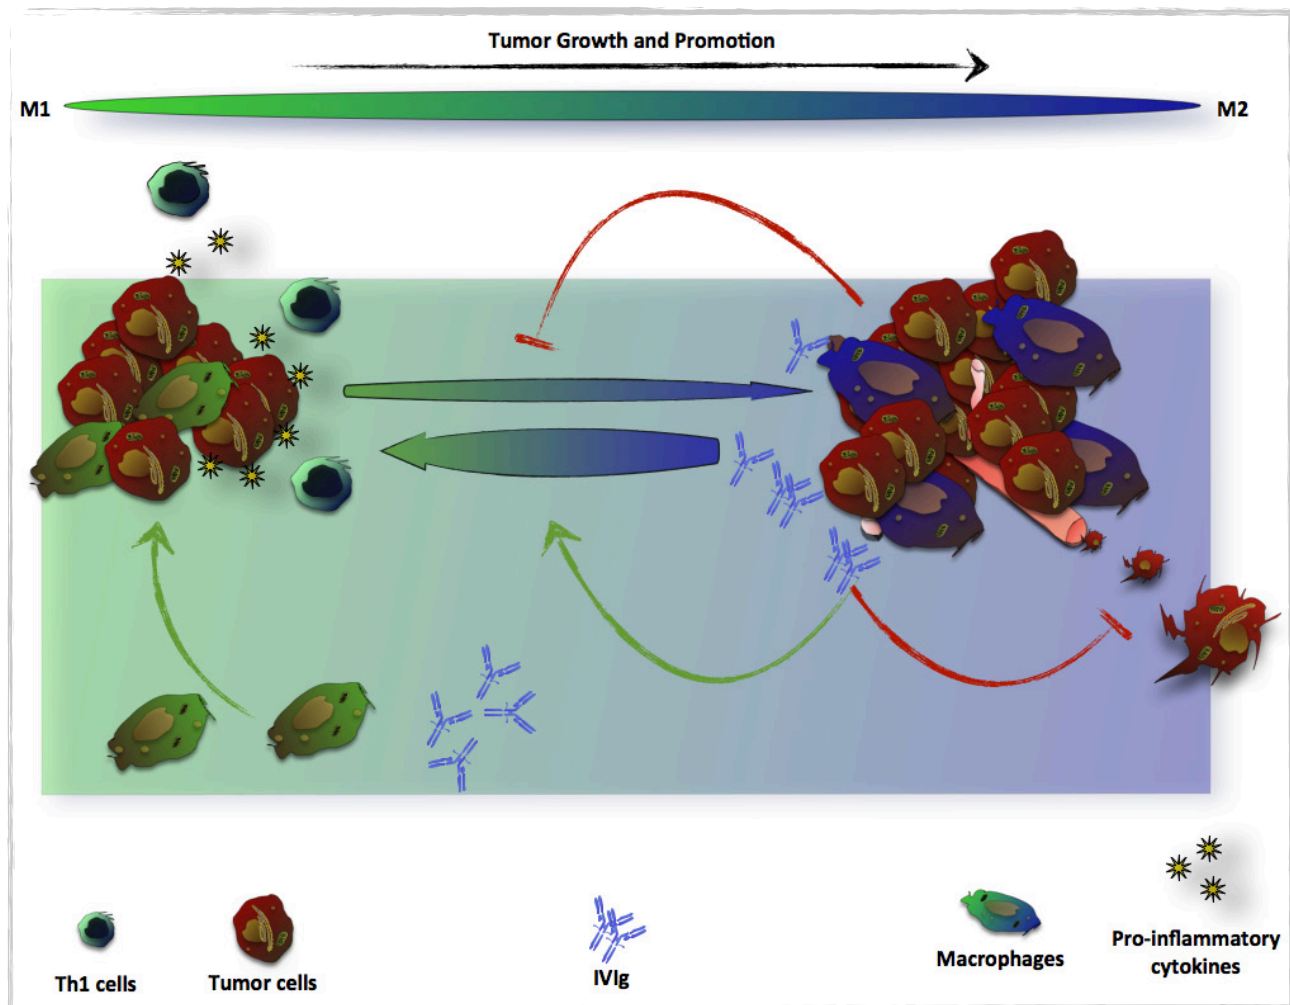 Tumor Growth and Promotion
M1
M2
Th1 cells
Tumor cells
IVIg
Macrophages
Pro-inflammatory
cytokines